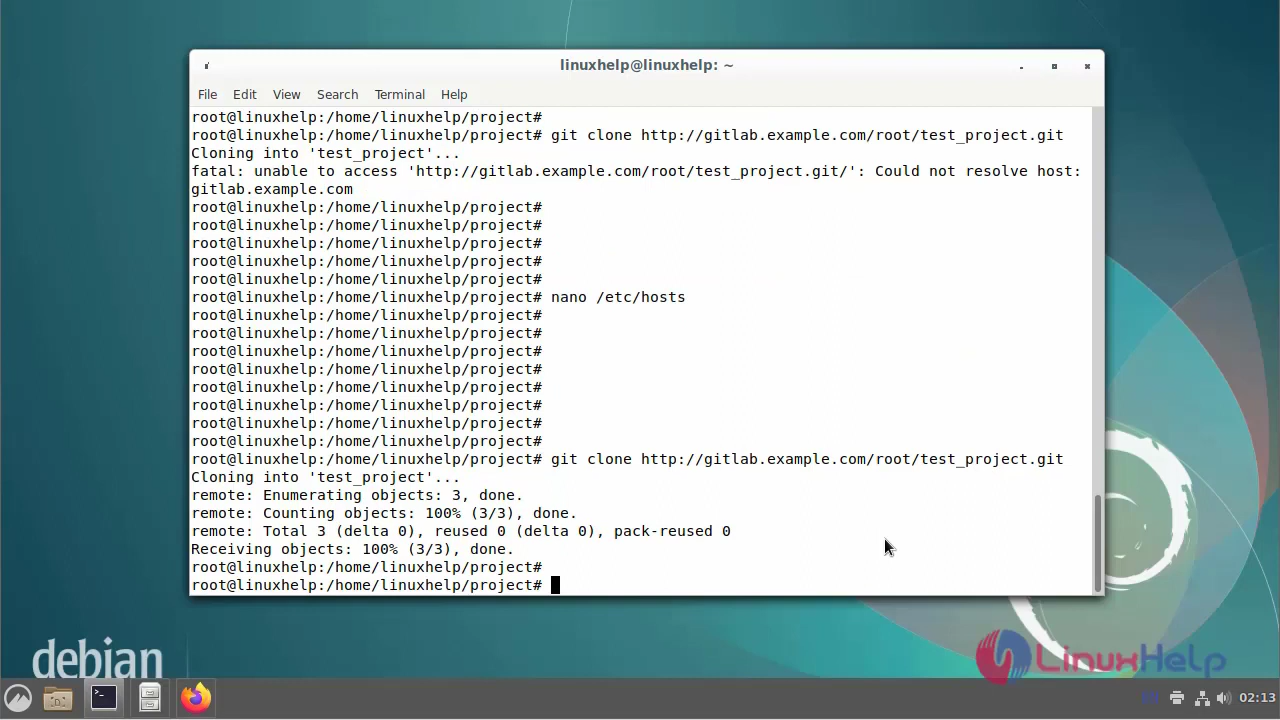 linuxhelp@linuxhelp: ~
File Edit View Search Terminal Help
root@linuxhelp:/home/linuxhelp/project#
root@linuxhelp:/home/linuxhelp/project# git clone http://gitlab.example.com/root/test_project.git
Cloning into 'test_project'...
fatal: unable to access 'http://gitlab.example.com/root/test_project.git/': Could not resolve host:
gitlab.example.com
root@linuxhelp:/home/linuxhelp/project#
root@linuxhelp:/home/linuxhelp/project#
root@linuxhelp:/home/linuxhelp/project#
root@linuxhelp:/home/linuxhelp/project#
root@linuxhelp:/home/linuxhelp/project#
root@linuxhelp:/home/linuxhelp/project# nano /etc/hosts
root@linuxhelp:/home/linuxhelp/project#
root@linuxhelp:/home/linuxhelp/project#
root@linuxhelp:/home/linuxhelp/project#
root@linuxhelp:/home/linuxhelp/project#
root@linuxhelp:/home/linuxhelp/project#
root@linuxhelp:/home/linuxhelp/project#
root@linuxhelp:/home/linuxhelp/project#
root@linuxhelp:/home/linuxhelp/project#
root@linuxhelp:/home/linuxhelp/project# git clone http://gitlab.example.com/root/test_project.git
Cloning into 'test_project'...
remote: Enumerating objects: 3, done.
remote: Counting objects: 100% (3/3), done.
remote: Total 3 (delta 0), reused 0 (delta 0), pack-reused 0
Receiving objects: 100% (3/3), done.
root@linuxhelp:/home/linuxhelp/project#
root@linuxhelp:/home/linuxhelp/project#
debian
LinuxHelp
EN 02:13